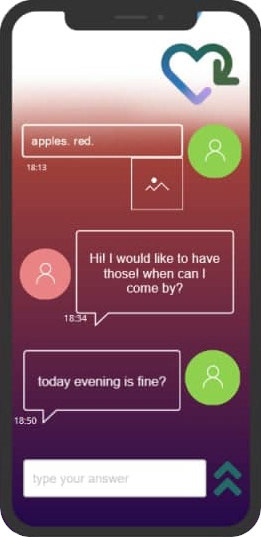 apples. red.
18:13
Hi! I would like to have
those! when can I
come by?
18:34
today evening is fine?
18:50
type your answer